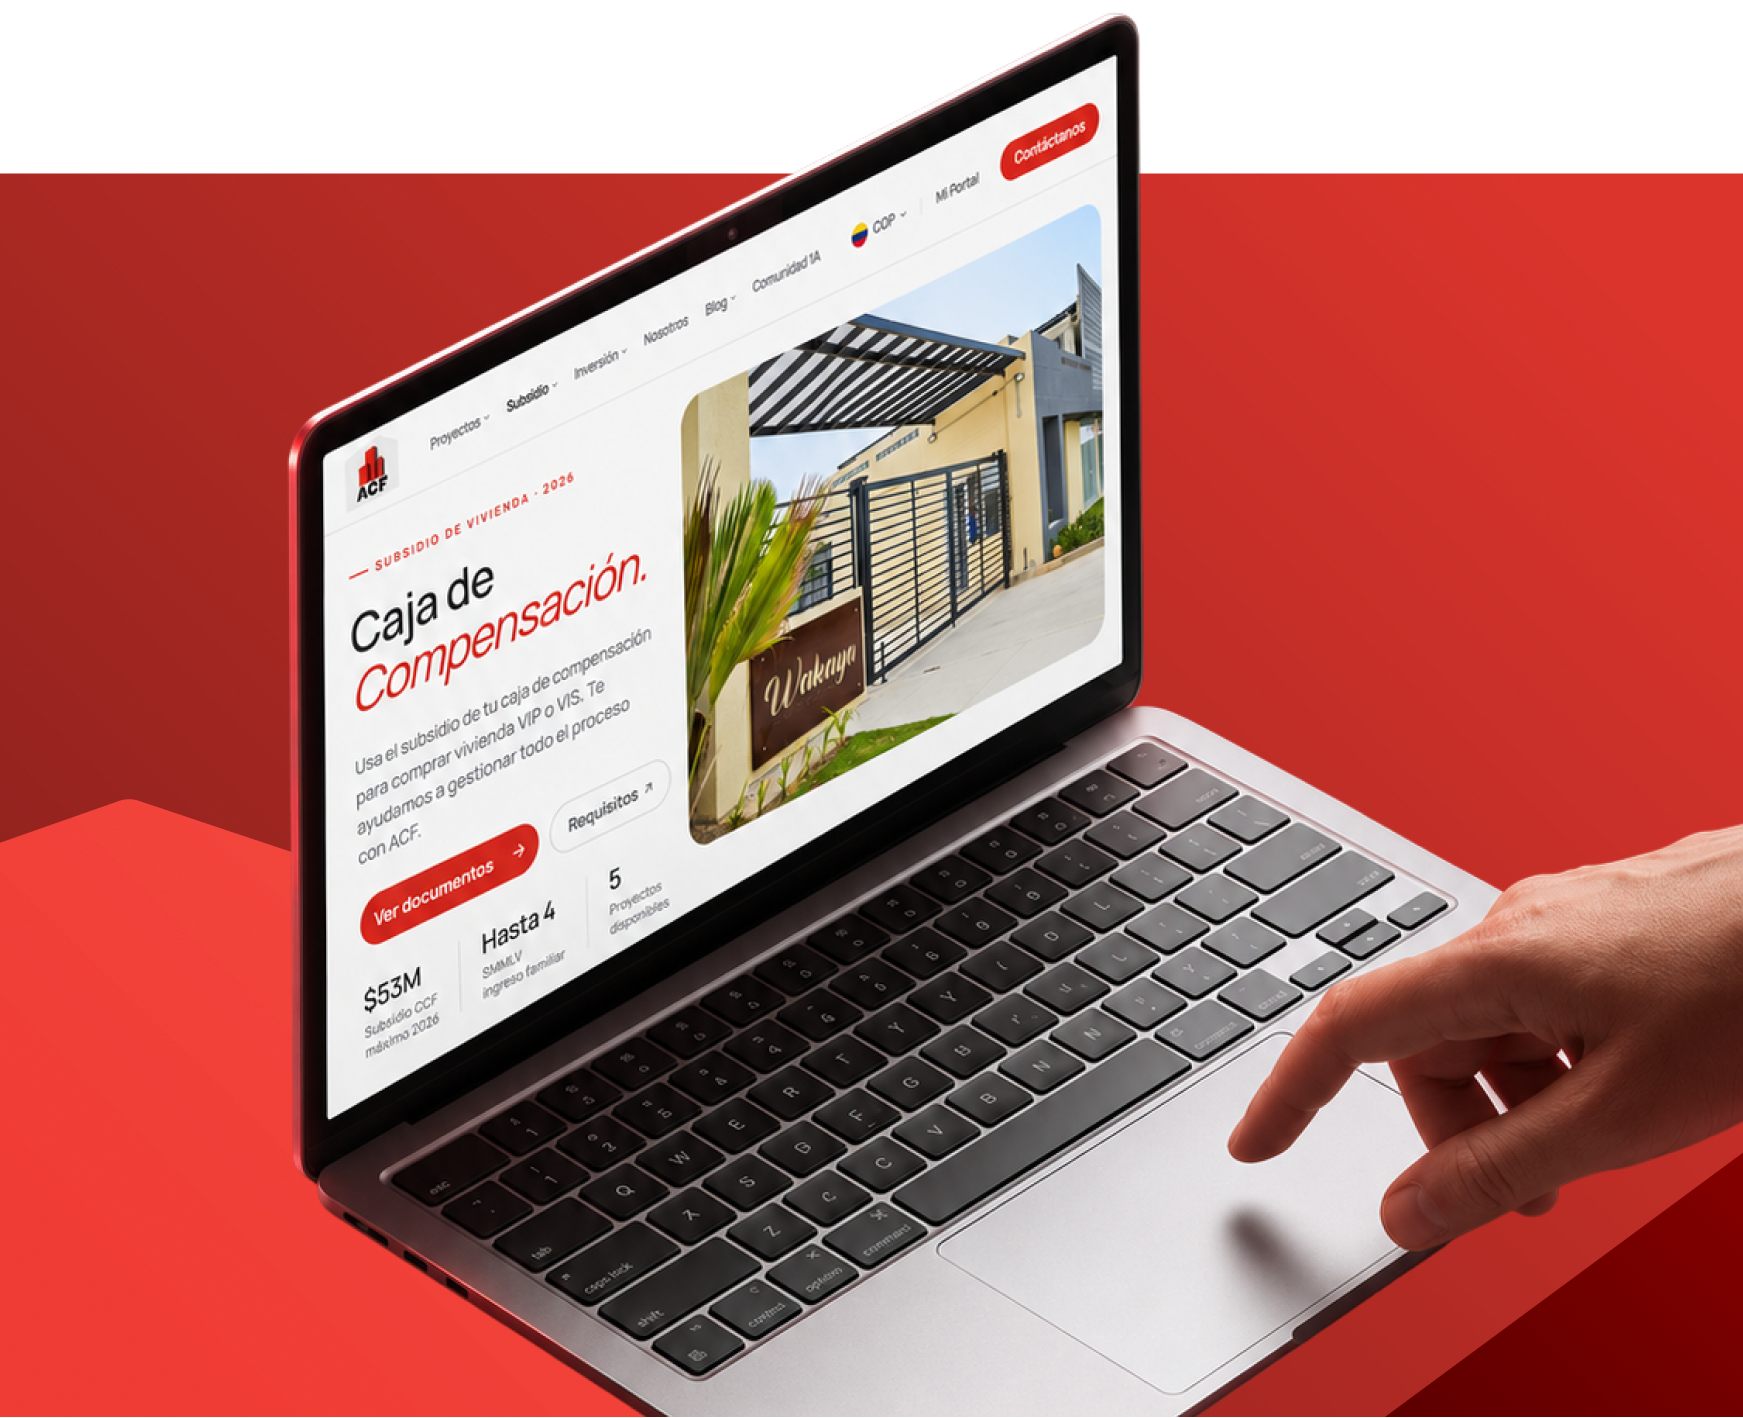 Contáctanos
Proyectos Subsidio Inversión Nosotros Blog Comunidad 1A COP Mi Portal
ACF
SUBSIDIO DE VIVIENDA · 2026
Caja de
Compensación.
Usa el subsidio de tu caja de compensación
para comprar vivienda VIP o VIS. Te
ayudamos a gestionar todo el proceso
con ACF.
Ver documentos →
Requisitos ↗
$53M
Subsidio CCF
máximo 2026
Hasta 4
SMMLV
ingreso familiar
5
Proyectos
disponibles
Wakaya
esc
tab
caps lock
shift
Q W E R T Y
S G F G
Z C V B N N
control
option
command